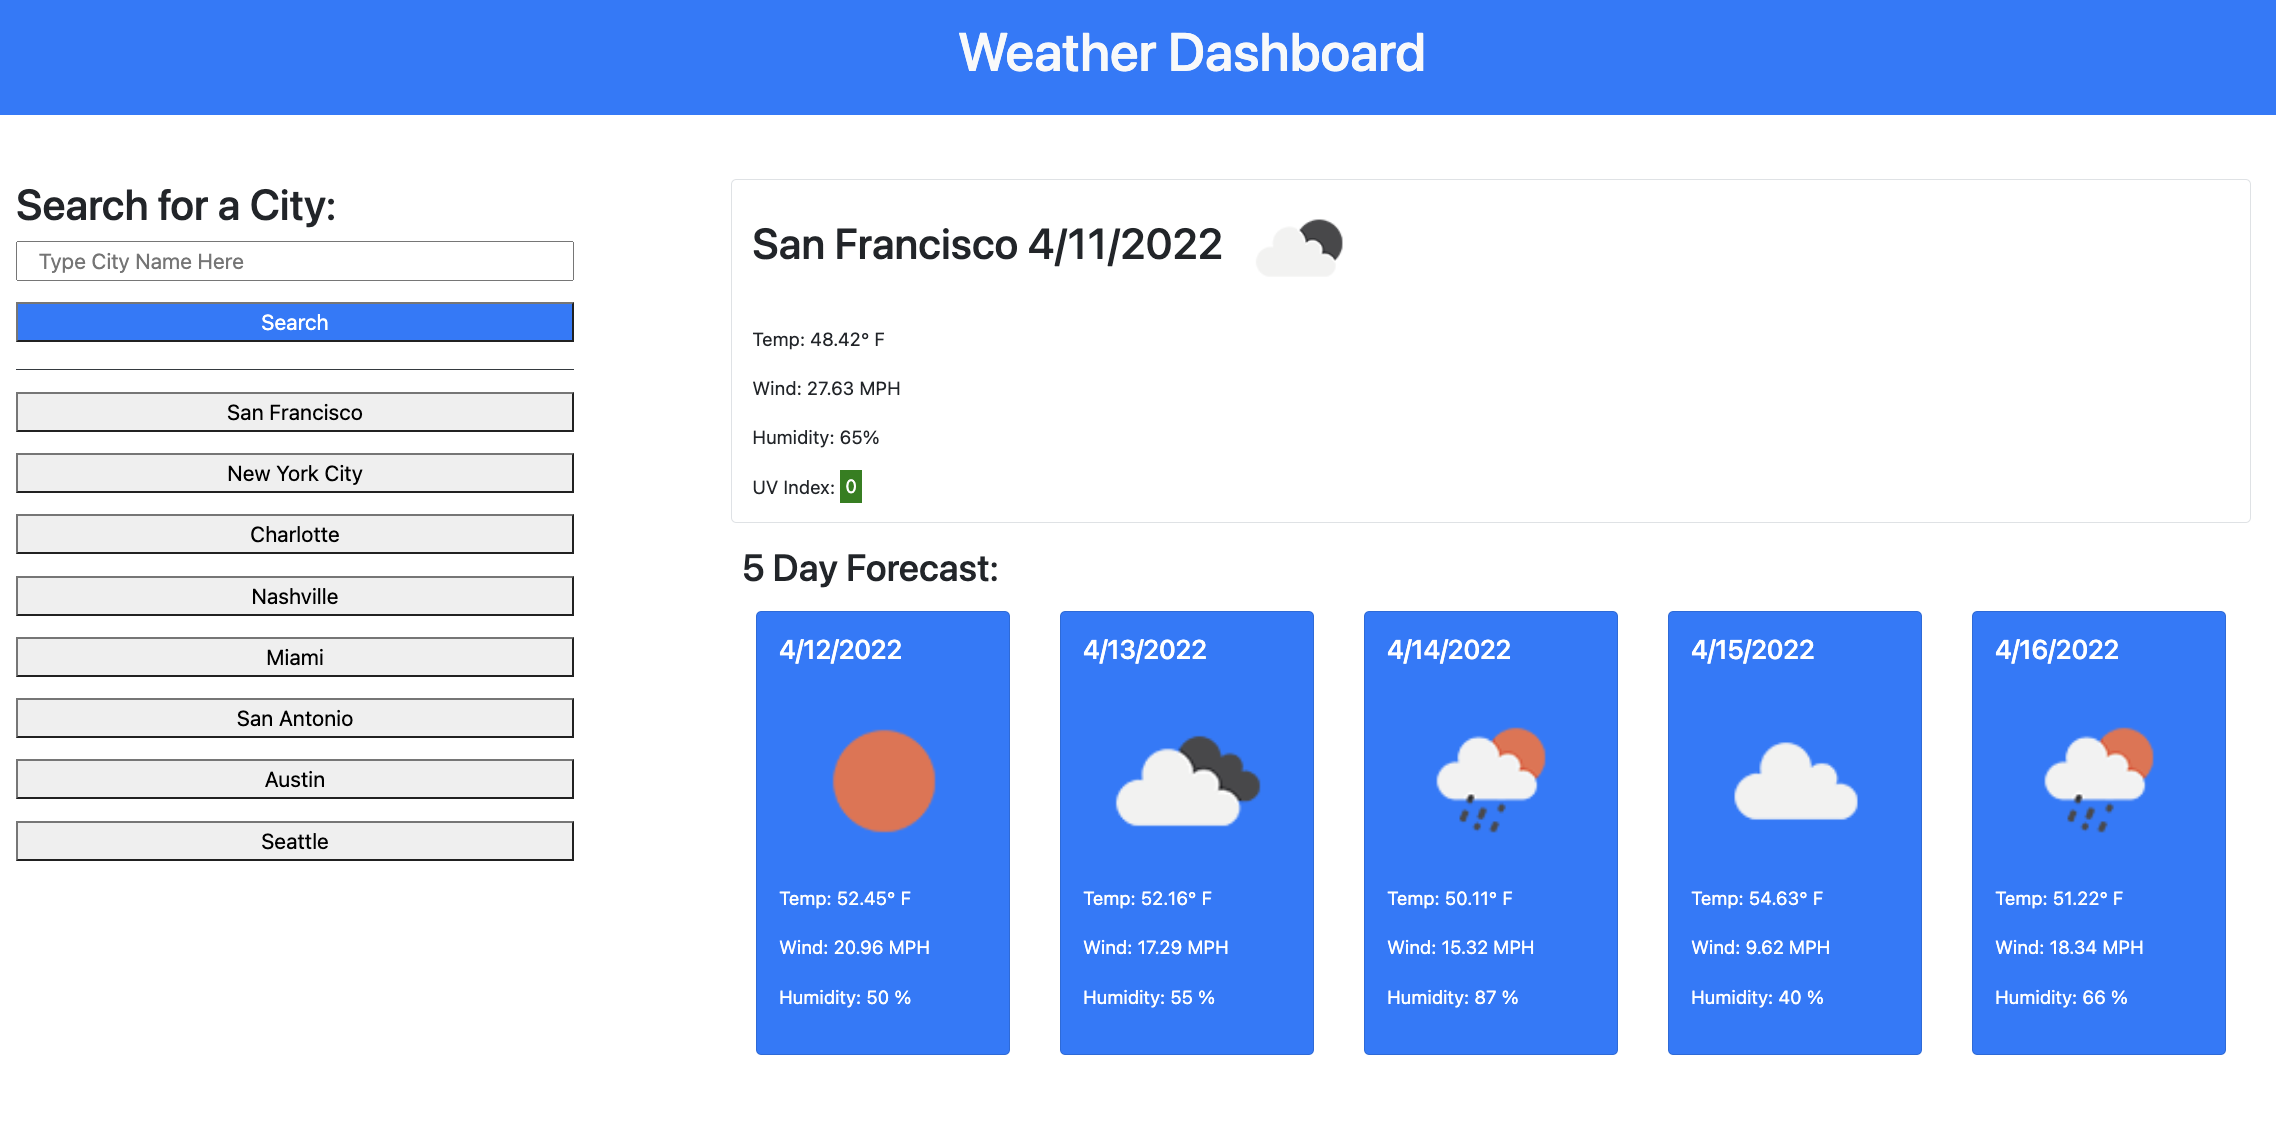 Weather Dashboard
Search for a City:
Type City Name Here
Search
San Francisco
New York City
Charlotte
Nashville
Miami
San Antonio
Austin
Seattle
San Francisco 4/11/2022
Temp: 48.42° F
Wind: 27.63 MPH
Humidity: 65%
UV Index: 0
5 Day Forecast:
4/12/2022
Temp: 52.45° F
Wind: 20.96 MPH
Humidity: 50 %
4/13/2022
Temp: 52.16° F
Wind: 17.29 MPH
Humidity: 55 %
4/14/2022
Temp: 50.11° F
Wind: 15.32 MPH
Humidity: 87 %
4/15/2022
Temp: 54.63° F
Wind: 9.62 MPH
Humidity: 40 %
4/16/2022
Temp: 51.22° F
Wind: 18.34 MPH
Humidity: 66 %